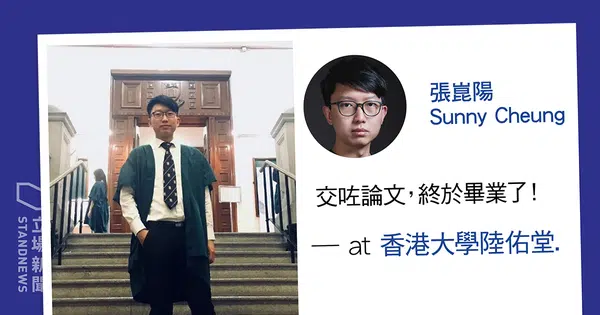 張崑陽
Sunny Cheung
交咗論文，終於畢業了！
— at 香港大學陸佑堂.
立場新聞
STANDNEWS